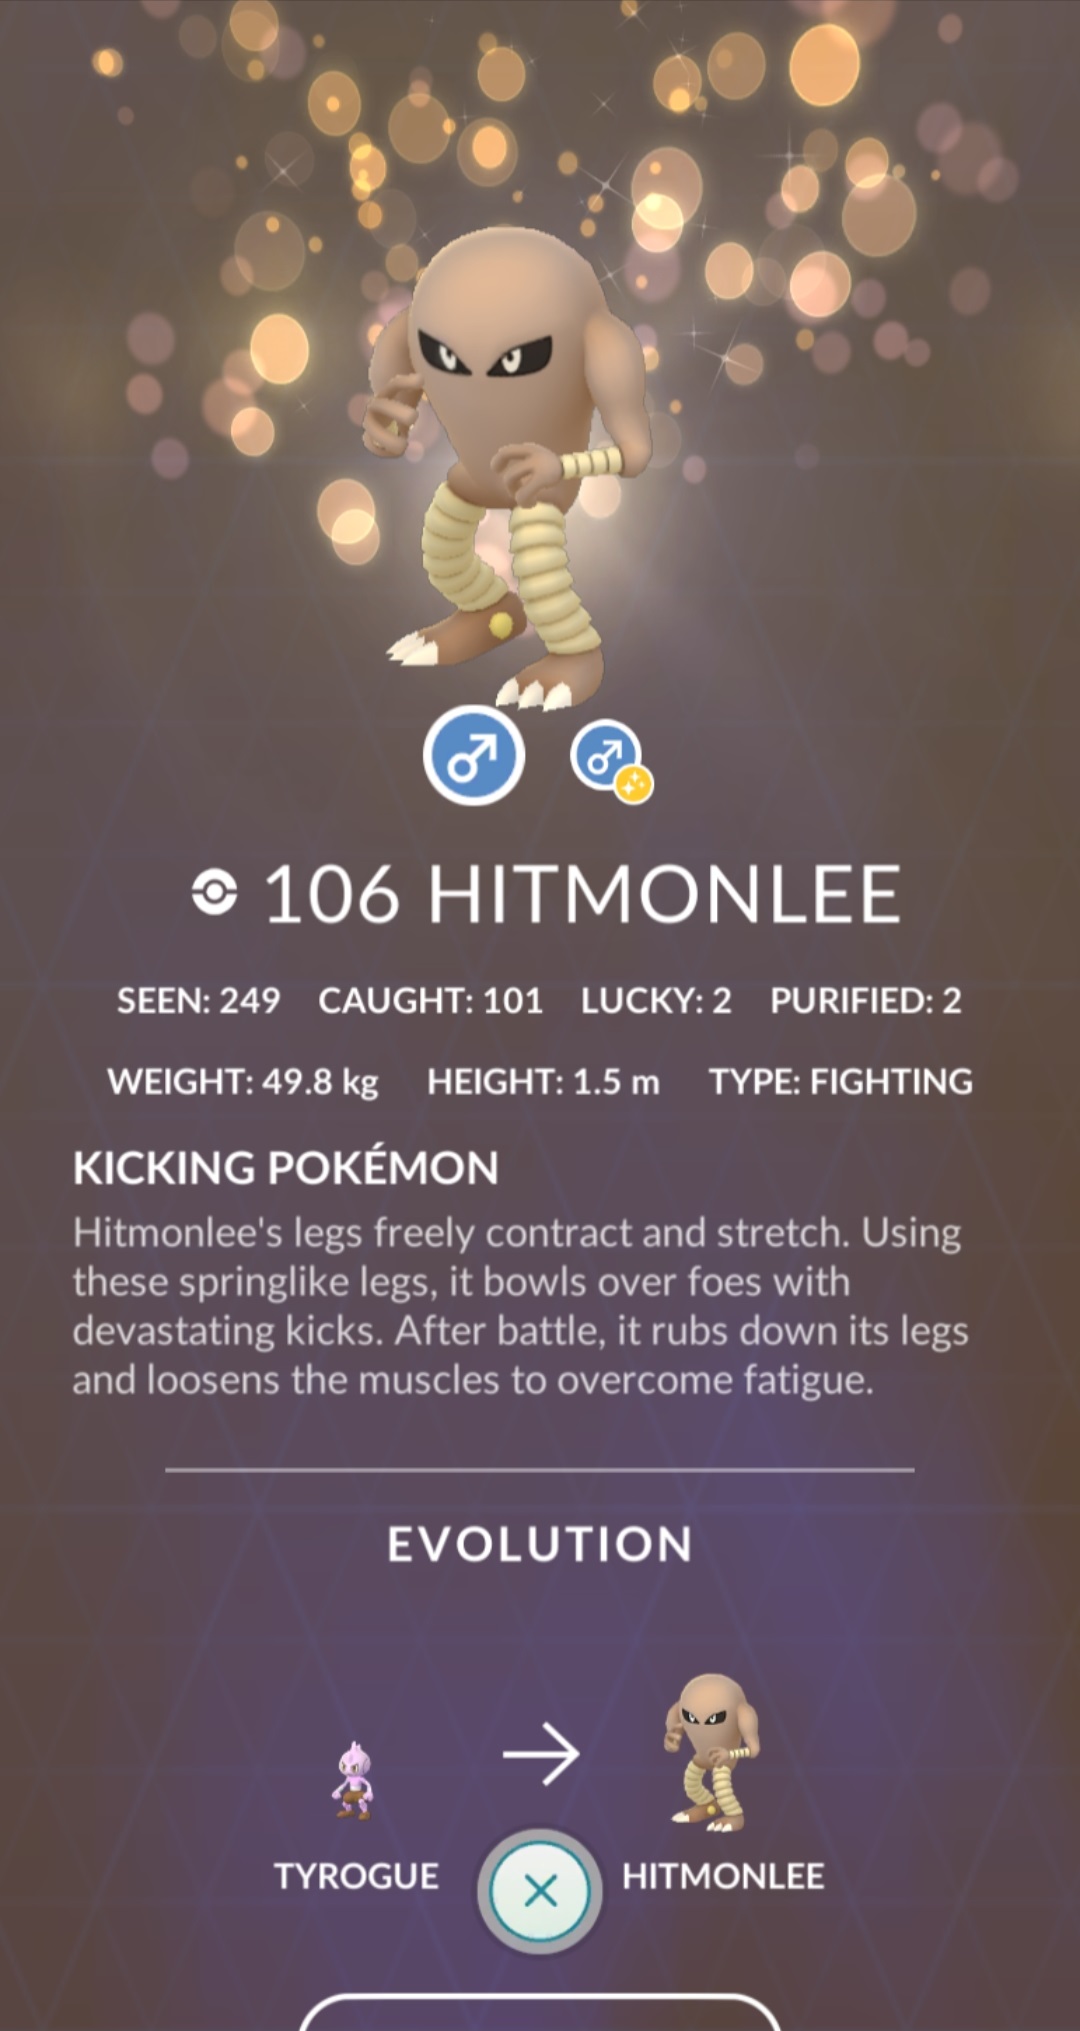 106 HITMONLEE
SEEN: 249 CAUGHT: 101 LUCKY: 2 PURIFIED: 2
WEIGHT: 49.8 kg HEIGHT: 1.5 m TYPE: FIGHTING
KICKING POKÉMON
Hitmonlee's legs freely contract and stretch. Using
these springlike legs, it bowls over foes with
devastating kicks. After battle, it rubs down its legs
and loosens the muscles to overcome fatigue.
EVOLUTION
TYROGUE HITMONLEE